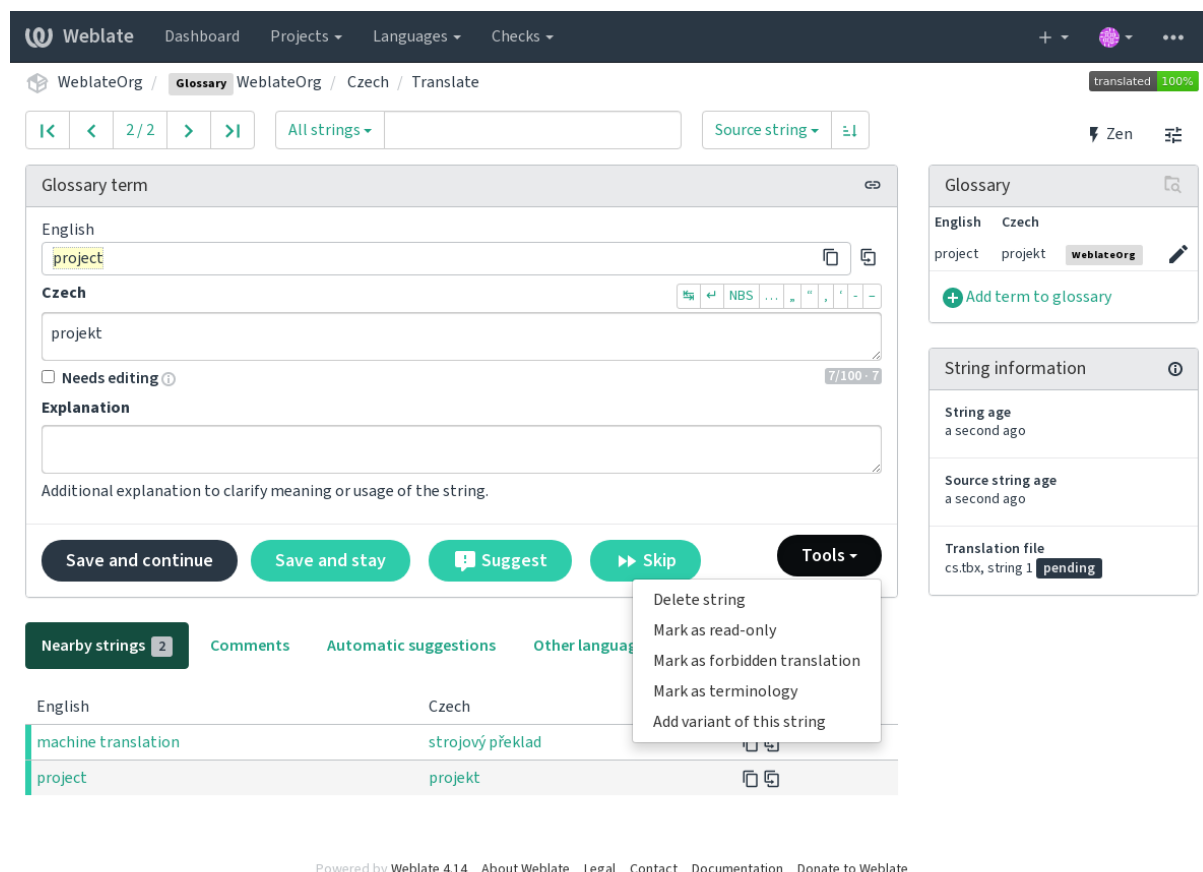 Weblate Dashboard Projects Languages Checks
WeblateOrg / Glossary WeblateOrg / Czech / Translate
translated 100%
2 / 2 All strings Source string Zen
Glossary term
English
project
Czech
NBS … „ “ ‚ ‘ - –
projekt
Needs editing
7/100 · 7
Explanation
Additional explanation to clarify meaning or usage of the string.
Save and continue Save and stay Suggest Skip Tools
Delete string
Mark as read-only
Mark as forbidden translation
Mark as terminology
Add variant of this string
Nearby strings 2 Comments Automatic suggestions Other
English Czech
machine translation strojový překlad
project projekt
Glossary
English Czech
project projekt WeblateOrg
Add term to glossary
String information
String age
a second ago
Source string age
a second ago
Translation file
cs.tbx, string 1 pending
Powered by Weblate 4.14 About Weblate Legal Contact Documentation Donate to Weblate